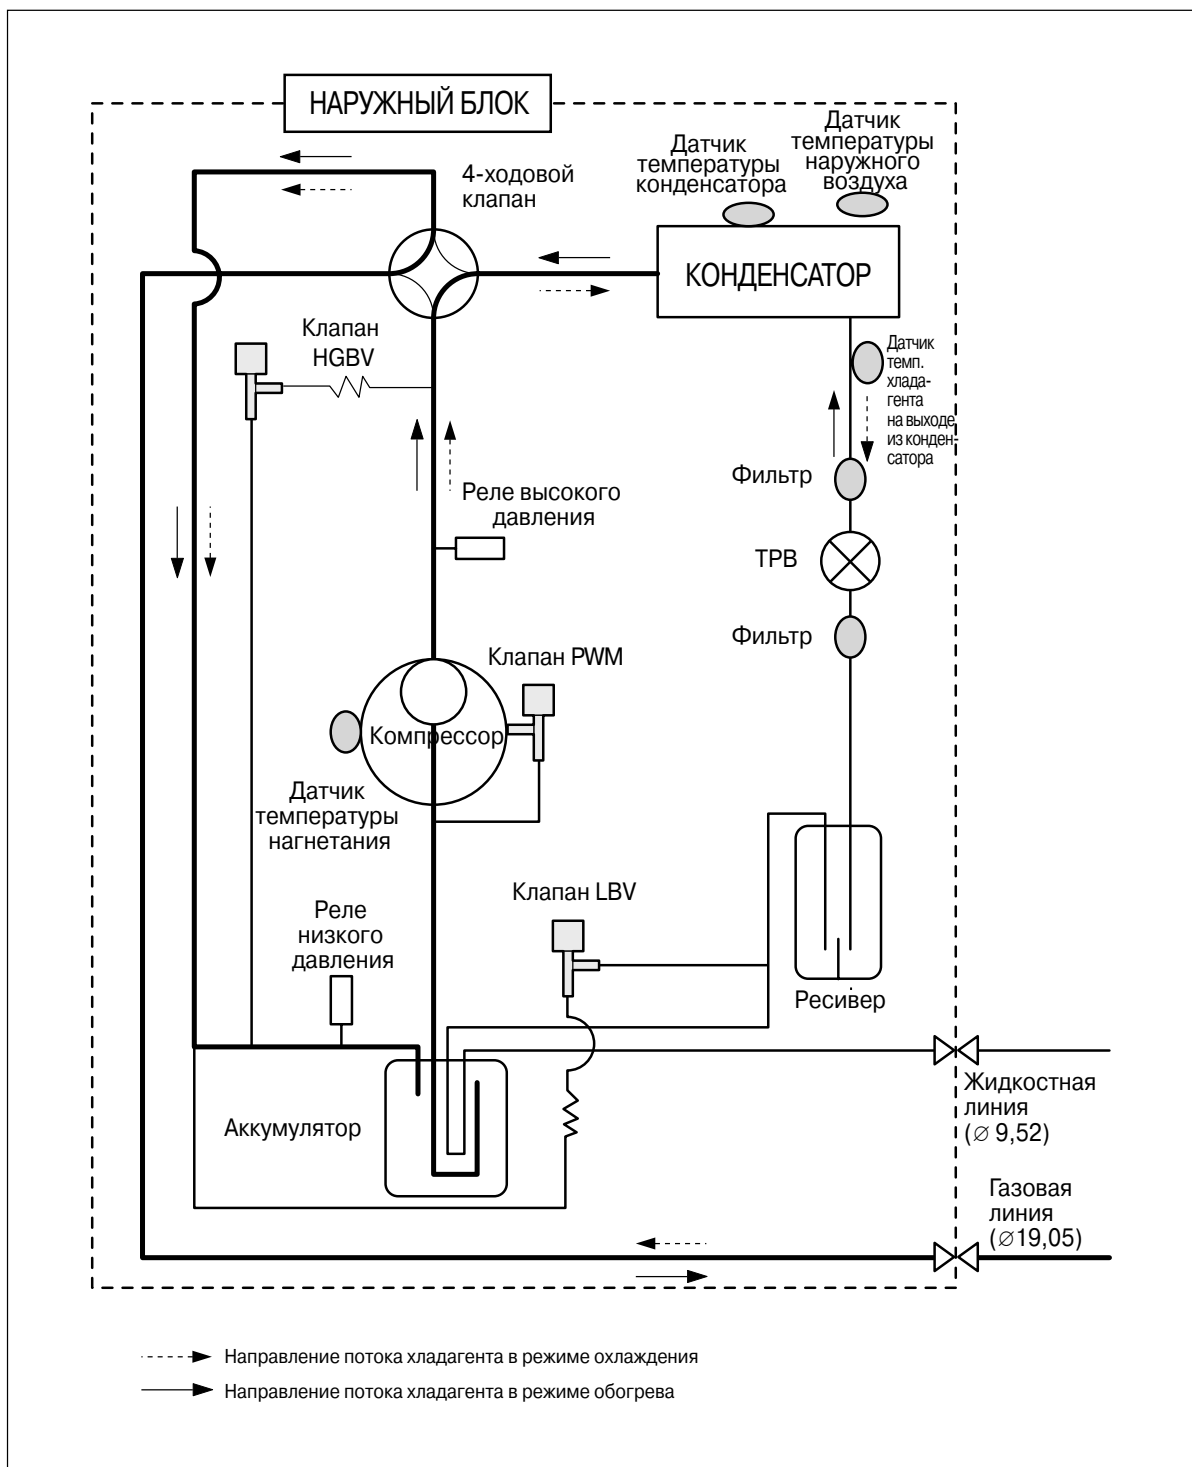 НАРУЖНЫЙ БЛОК
4-ходовой
клапан
Датчик
температуры
конденсатора
Датчик
температуры
наружного
воздуха
КОНДЕНСАТОР
Клапан
HGBV
Датчик
темп.
хлада-
гента
на выходе
из конден-
сатора
Фильтр
Реле высокого
давления
ТРВ
Фильтр
Клапан PWM
Компрессор
Датчик
температуры
нагнетания
Клапан LBV
Реле
низкого
давления
Ресивер
Жидкостная
линия
(∅ 9,52)
Аккумулятор
Газовая
линия
(∅19,05)
Направление потока хладагента в режиме охлаждения
Направление потока хладагента в режиме обогрева